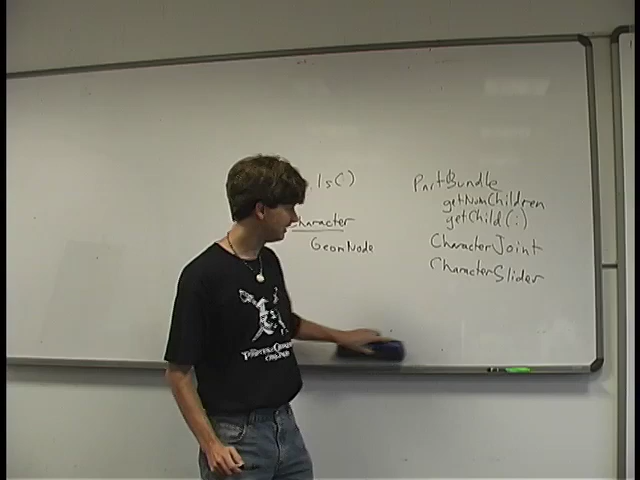 .ls()
Character
GeomNode
PartBundle
getNumChildren
getChild(i)
CharacterJoint
CharacterSlider